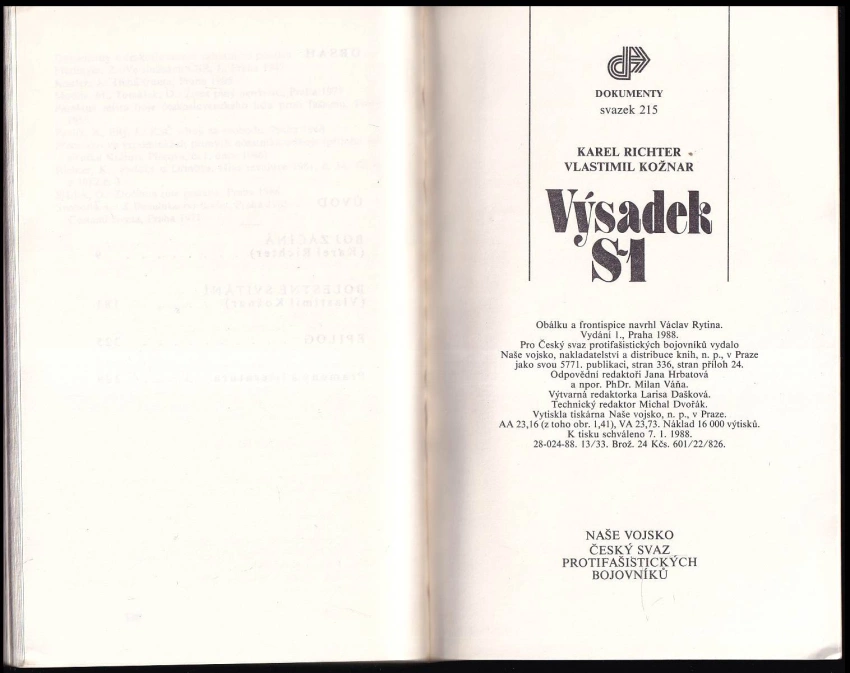 DOKUMENTY
svazek 215
KAREL RICHTER
VLASTIMIL KOŽNAR
Výsadek
S-1
Obálku a frontispice navrhl Václav Rytina.
Vydání 1., Praha 1988.
Pro Český svaz protifašistických bojovníků vydalo
Naše vojsko, nakladatelství a distribuce knih, n. p., v Praze
jako svou 5771. publikaci, stran 336, stran příloh 24.
Odpovědní redaktoři Jana Hrbatová
a npor. PhDr. Milan Váňa.
Výtvarná redaktorka Larisa Dašková.
Technický redaktor Michal Dvořák.
Vytiskla tiskárna Naše vojsko, n. p., v Praze.
AA 23,16 (z toho obr. 1,41), VA 23,73. Náklad 16 000 výtisků.
K tisku schváleno 7. 1. 1988.
28-024-88. 13/33. Brož. 24 Kčs. 601/22/826.
NAŠE VOJSKO
ČESKÝ SVAZ
PROTIFAŠISTICKÝCH
BOJOVNÍKŮ